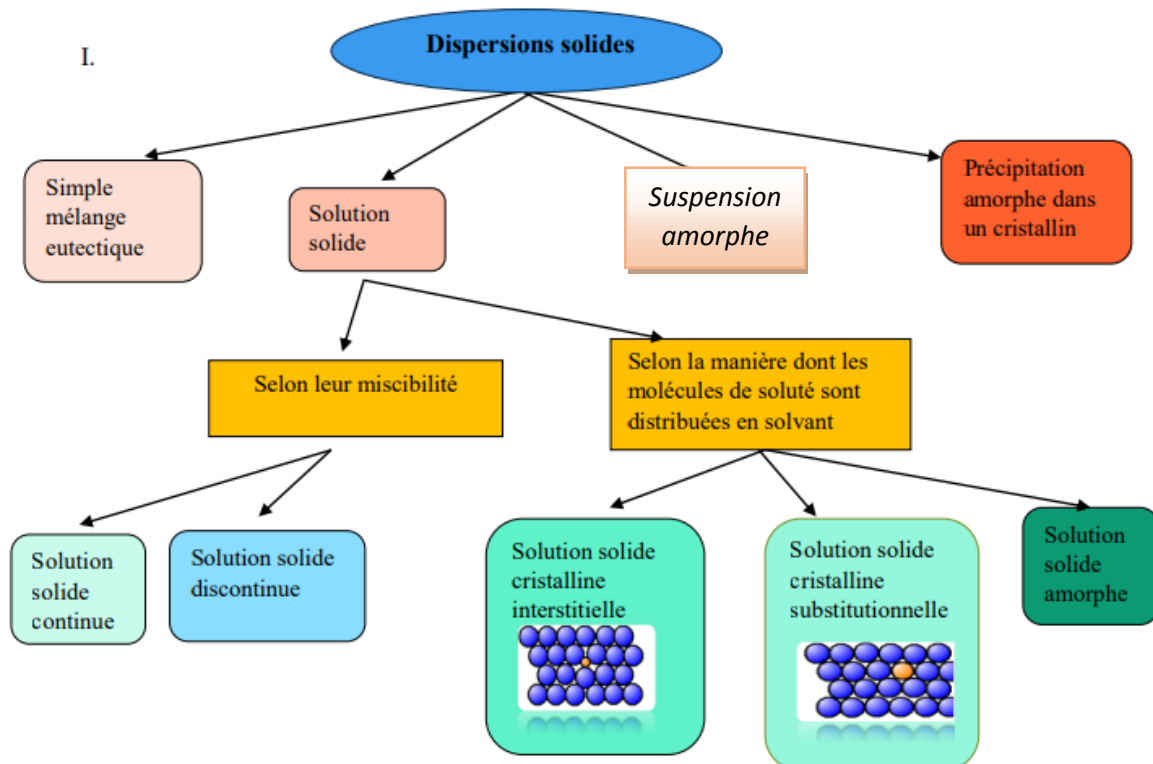 I.
Dispersions solides
Simple
mélange
eutectique
Solution
solide
Suspension
amorphe
Précipitation
amorphe dans
un cristallin
Selon leur miscibilité
Selon la manière dont les
molécules de soluté sont
distribuées en solvant
Solution
solide
continue
Solution solide
discontinue
Solution solide
cristalline
interstitielle
Solution solide
cristalline
substitutionnelle
Solution
solide
amorphe